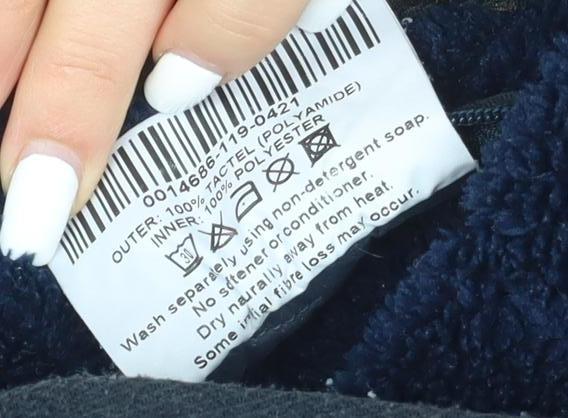 0014686-119-0421
OUTER: 100% TACTEL (POLYAMIDE)
INNER: 100% POLYESTER
30
Wash separately using non-detergent soap.
No softener or conditioner.
Dry naturally away from heat.
Some initial fibre loss may occur.